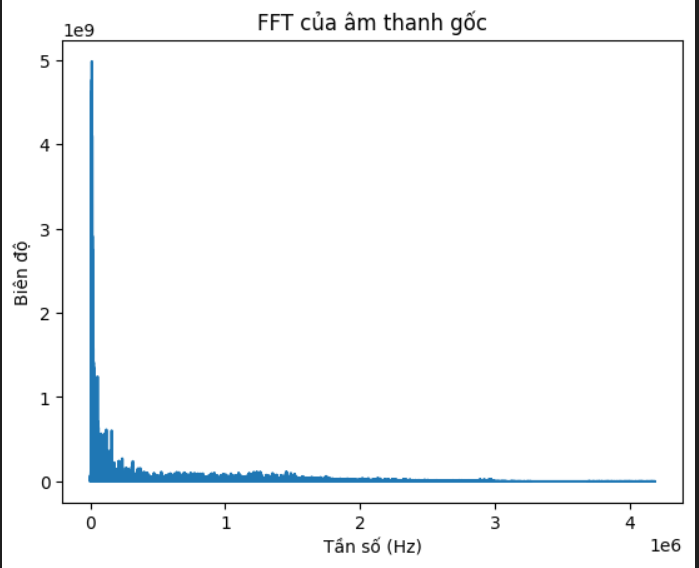 FFT của âm thanh gốc
1e9
5
4
3
2
1
0
Biên độ
0 1 2 3 4
Tần số (Hz)
1e6